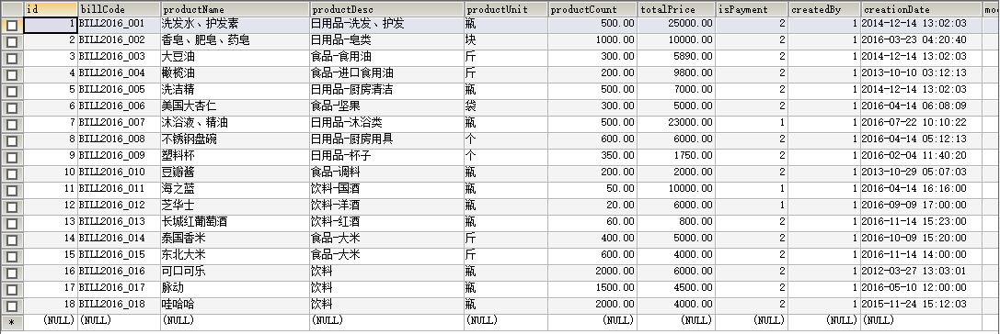 id billCode productName productDesc productUnit productCount totalPrice isPayment createdBy creationDate mod
1 BILL2016_001 洗发水、护发素 日用品-洗发、护发 瓶 500.00 25000.00 2 1 2014-12-14 13:02:03
2 BILL2016_002 香皂、肥皂、药皂 日用品-皂类 块 1000.00 10000.00 2 1 2016-03-23 04:20:40
3 BILL2016_003 大豆油 食品-食用油 斤 300.00 5890.00 2 1 2014-12-14 13:02:03
4 BILL2016_004 橄榄油 食品-进口食用油 斤 200.00 9800.00 2 1 2013-10-10 03:12:13
5 BILL2016_005 洗洁精 日用品-厨房清洁 瓶 500.00 7000.00 2 1 2014-12-14 13:02:03
6 BILL2016_006 美国大杏仁 食品-坚果 袋 300.00 5000.00 2 1 2016-04-14 06:08:09
7 BILL2016_007 沐浴液、精油 日用品-沐浴类 瓶 500.00 23000.00 1 1 2016-07-22 10:10:22
8 BILL2016_008 不锈钢盘碗 日用品-厨房用具 个 600.00 6000.00 2 1 2016-04-14 05:12:13
9 BILL2016_009 塑料杯 日用品-杯子 个 350.00 1750.00 2 1 2016-02-04 11:40:20
10 BILL2016_010 豆瓣酱 食品-调料 瓶 200.00 2000.00 2 1 2013-10-29 05:07:03
11 BILL2016_011 海之蓝 饮料-国酒 瓶 50.00 10000.00 1 1 2016-04-14 16:16:00
12 BILL2016_012 芝华士 饮料-洋酒 瓶 20.00 6000.00 1 1 2016-09-09 17:00:00
13 BILL2016_013 长城红葡萄酒 饮料-红酒 瓶 60.00 800.00 2 1 2016-11-14 15:23:00
14 BILL2016_014 泰国香米 食品-大米 斤 400.00 5000.00 2 1 2016-10-09 15:20:00
15 BILL2016_015 东北大米 食品-大米 斤 600.00 4000.00 2 1 2016-11-14 14:00:00
16 BILL2016_016 可口可乐 饮料 瓶 2000.00 6000.00 2 1 2012-03-27 13:03:01
17 BILL2016_017 脉动 饮料 瓶 1500.00 4500.00 2 1 2016-05-10 12:00:00
18 BILL2016_018 哇哈哈 饮料 瓶 2000.00 4000.00 2 1 2015-11-24 15:12:03
* (NULL) (NULL) (NULL) (NULL) (NULL) (NULL) (NULL) (NULL) (NULL) (NULL)